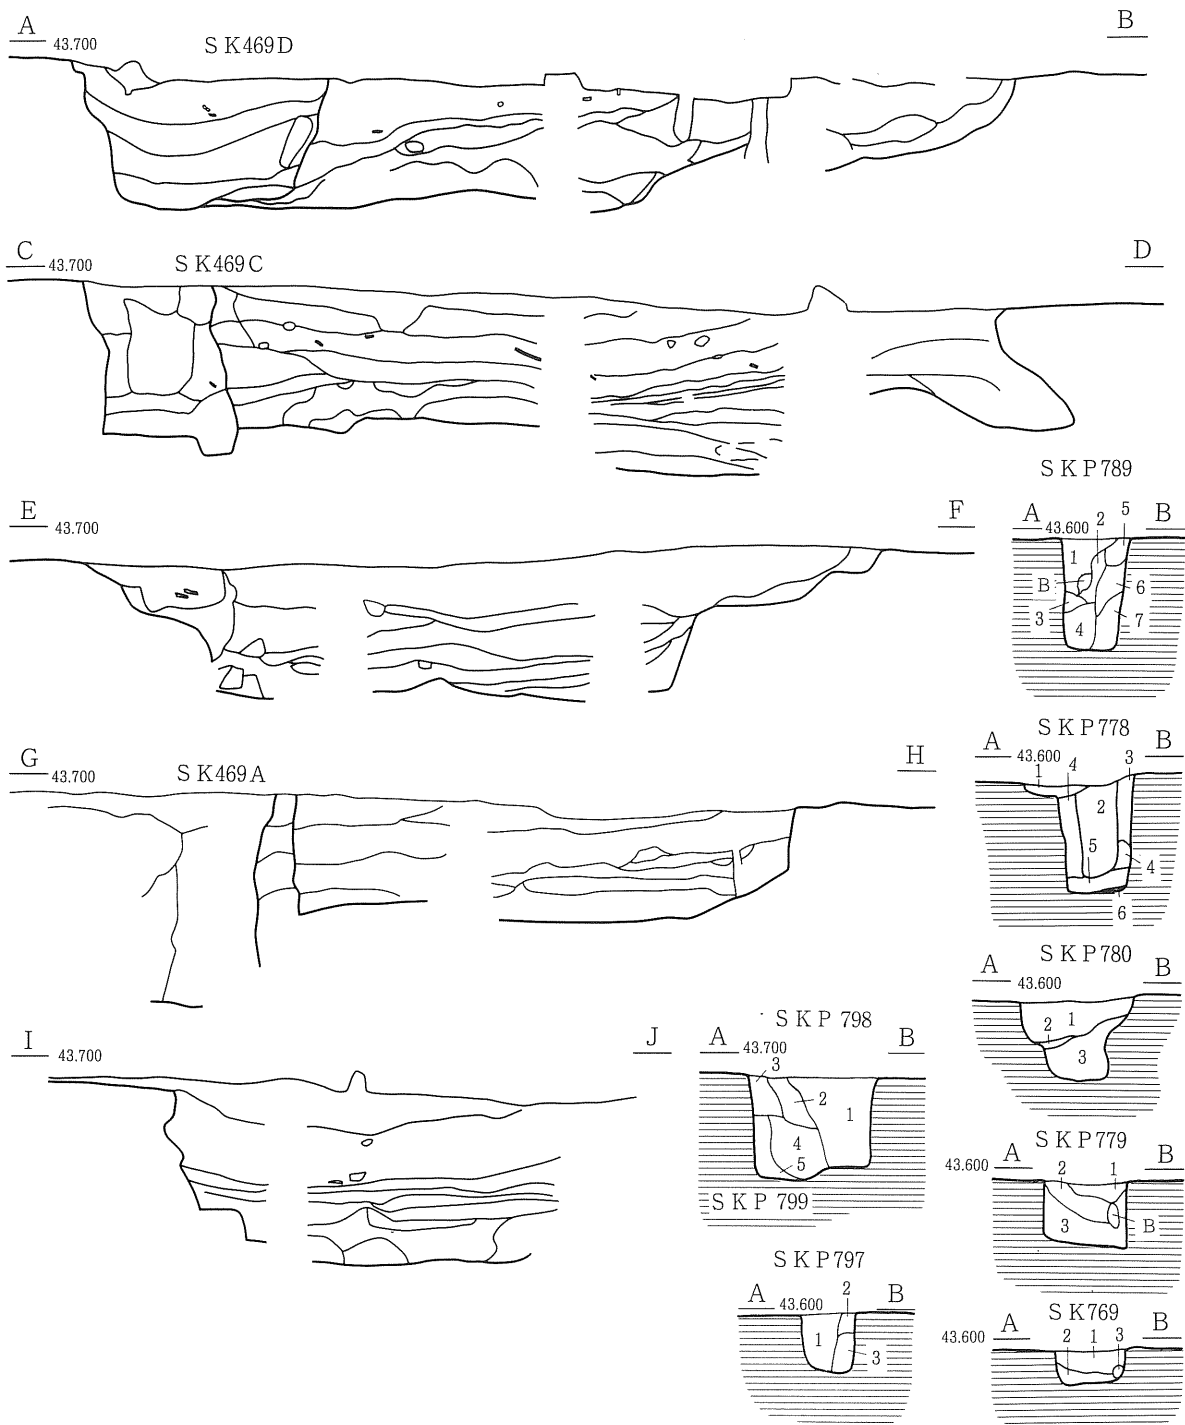 A 43.700 SK469D B
C 43.700 SK469C D
E 43.700 F
SKP789
A 43.600 2 5 B
1
B 6
3 4 7
G 43.700 SK469A H
SKP778
A 43.600 B
1 4 3
2
5 4
6
SKP780
A 43.600 B
2 1
3
I 43.700 J
SKP798
A 43.700 B
3
2 1
4
5
SKP799
SKP779
A 43.600 B
2 1
3 B
SKP797
A 43.600 2 B
1 3
SK769
A 43.600 B
2 1 3